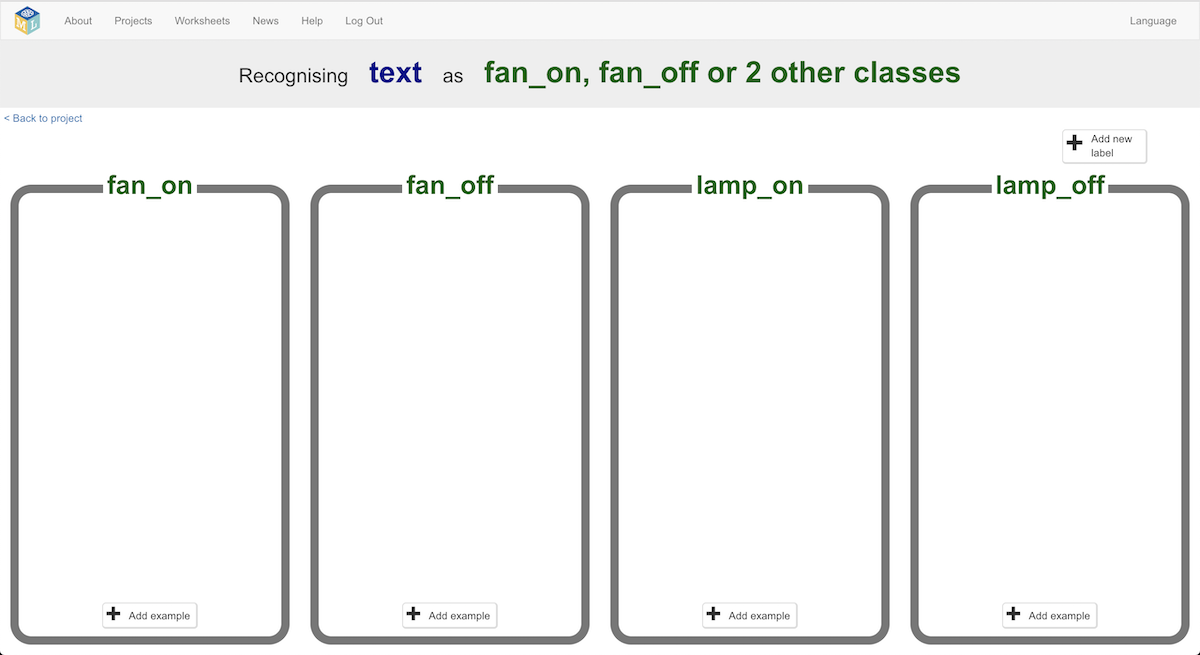 About Projects Worksheets News Help Log Out Language
Recognising text as fan_on, fan_off or 2 other classes
< Back to project
Add new
label
fan_on fan_off lamp_on lamp_off
Add example Add example Add example Add example